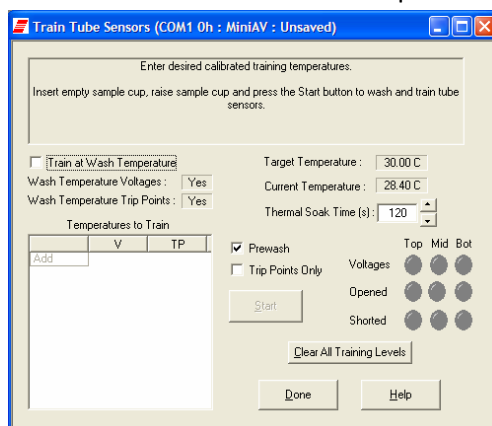 Train Tube Sensors (COM1 0h : MiniAV : Unsaved)
Enter desired calibrated training temperatures.
Insert empty sample cup, raise sample cup and press the Start button to wash and train tube
sensors.
Train at Wash Temperature
Wash Temperature Voltages : Yes
Wash Temperature Trip Points : Yes
Target Temperature : 30.00 C
Current Temperature : 28.40 C
Thermal Soak Time (s) : 120
Temperatures to Train
V TP
Add
Prewash
Trip Points Only
Start
Top Mid Bot
Voltages
Opened
Shorted
Clear All Training Levels
Done Help